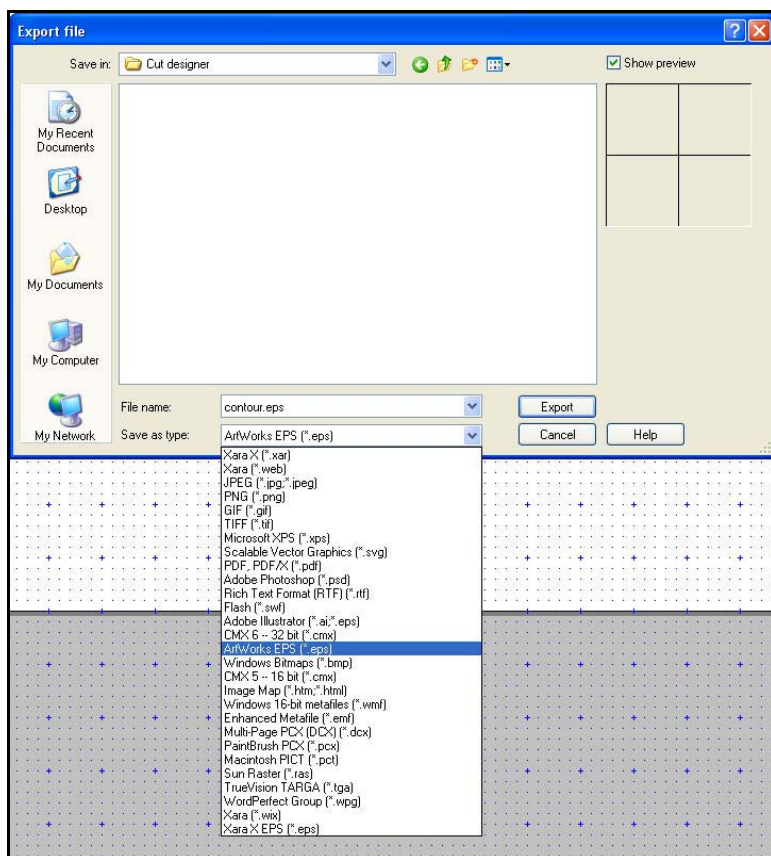 Export file
Save in: Cut designer
Show preview
My Recent
Documents
Desktop
My Documents
My Computer
My Network
File name: contour.eps Export
Save as type: ArtWorks EPS (*.eps) Cancel Help
Xara X (*.xar)
Xara (*.web)
JPEG (*.jpg;*.jpeg)
PNG (*.png)
GIF (*.gif)
TIFF (*.tif)
Microsoft XPS (*.xps)
Scalable Vector Graphics (*.svg)
PDF, PDF/X (*.pdf)
Adobe Photoshop (*.psd)
Rich Text Format (RTF) (*.rtf)
Flash (*.swf)
Adobe Illustrator (*.ai;*.eps)
CMX 6 -- 32 bit (*.cmx)
ArtWorks EPS (*.eps)
Windows Bitmaps (*.bmp)
CMX 5 -- 16 bit (*.cmx)
Image Map (*.htm;*.html)
Windows 16-bit metafiles (*.wmf)
Enhanced Metafile (*.emf)
Multi-Page PCX (DCX) (*.dcx)
PaintBrush PCX (*.pcx)
Macintosh PICT (*.pct)
Sun Raster (*.ras)
TrueVision TARGA (*.tga)
WordPerfect Group (*.wpg)
Xara (*.wix)
Xara X EPS (*.eps)